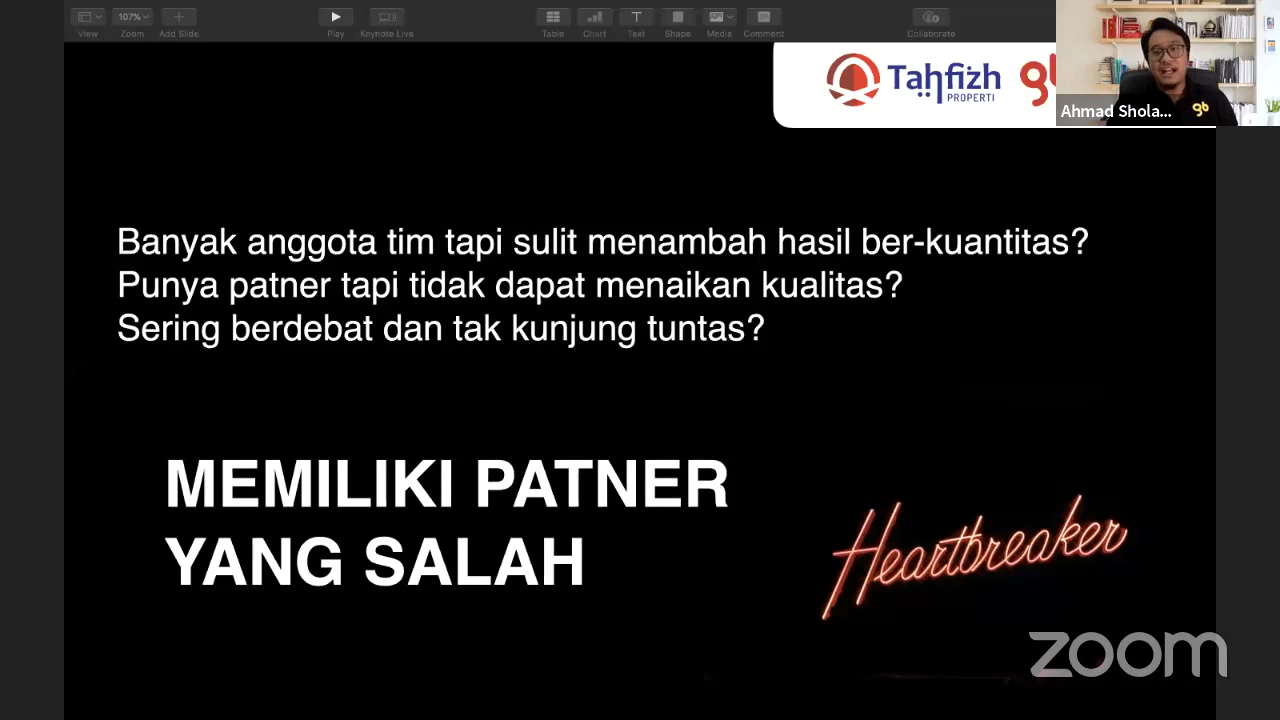 View
107%
Zoom
Add Slide
Play
Keynote Live
Table
Chart
Text
Shape
Media
Comment
Collaborate
Tahfizh
PROPERTI
gb
Ahmad Shola...
Banyak anggota tim tapi sulit menambah hasil ber-kuantitas?
Punya patner tapi tidak dapat menaikan kualitas?
Sering berdebat dan tak kunjung tuntas?
MEMILIKI PATNER
YANG SALAH
Heartbreaker
zoom